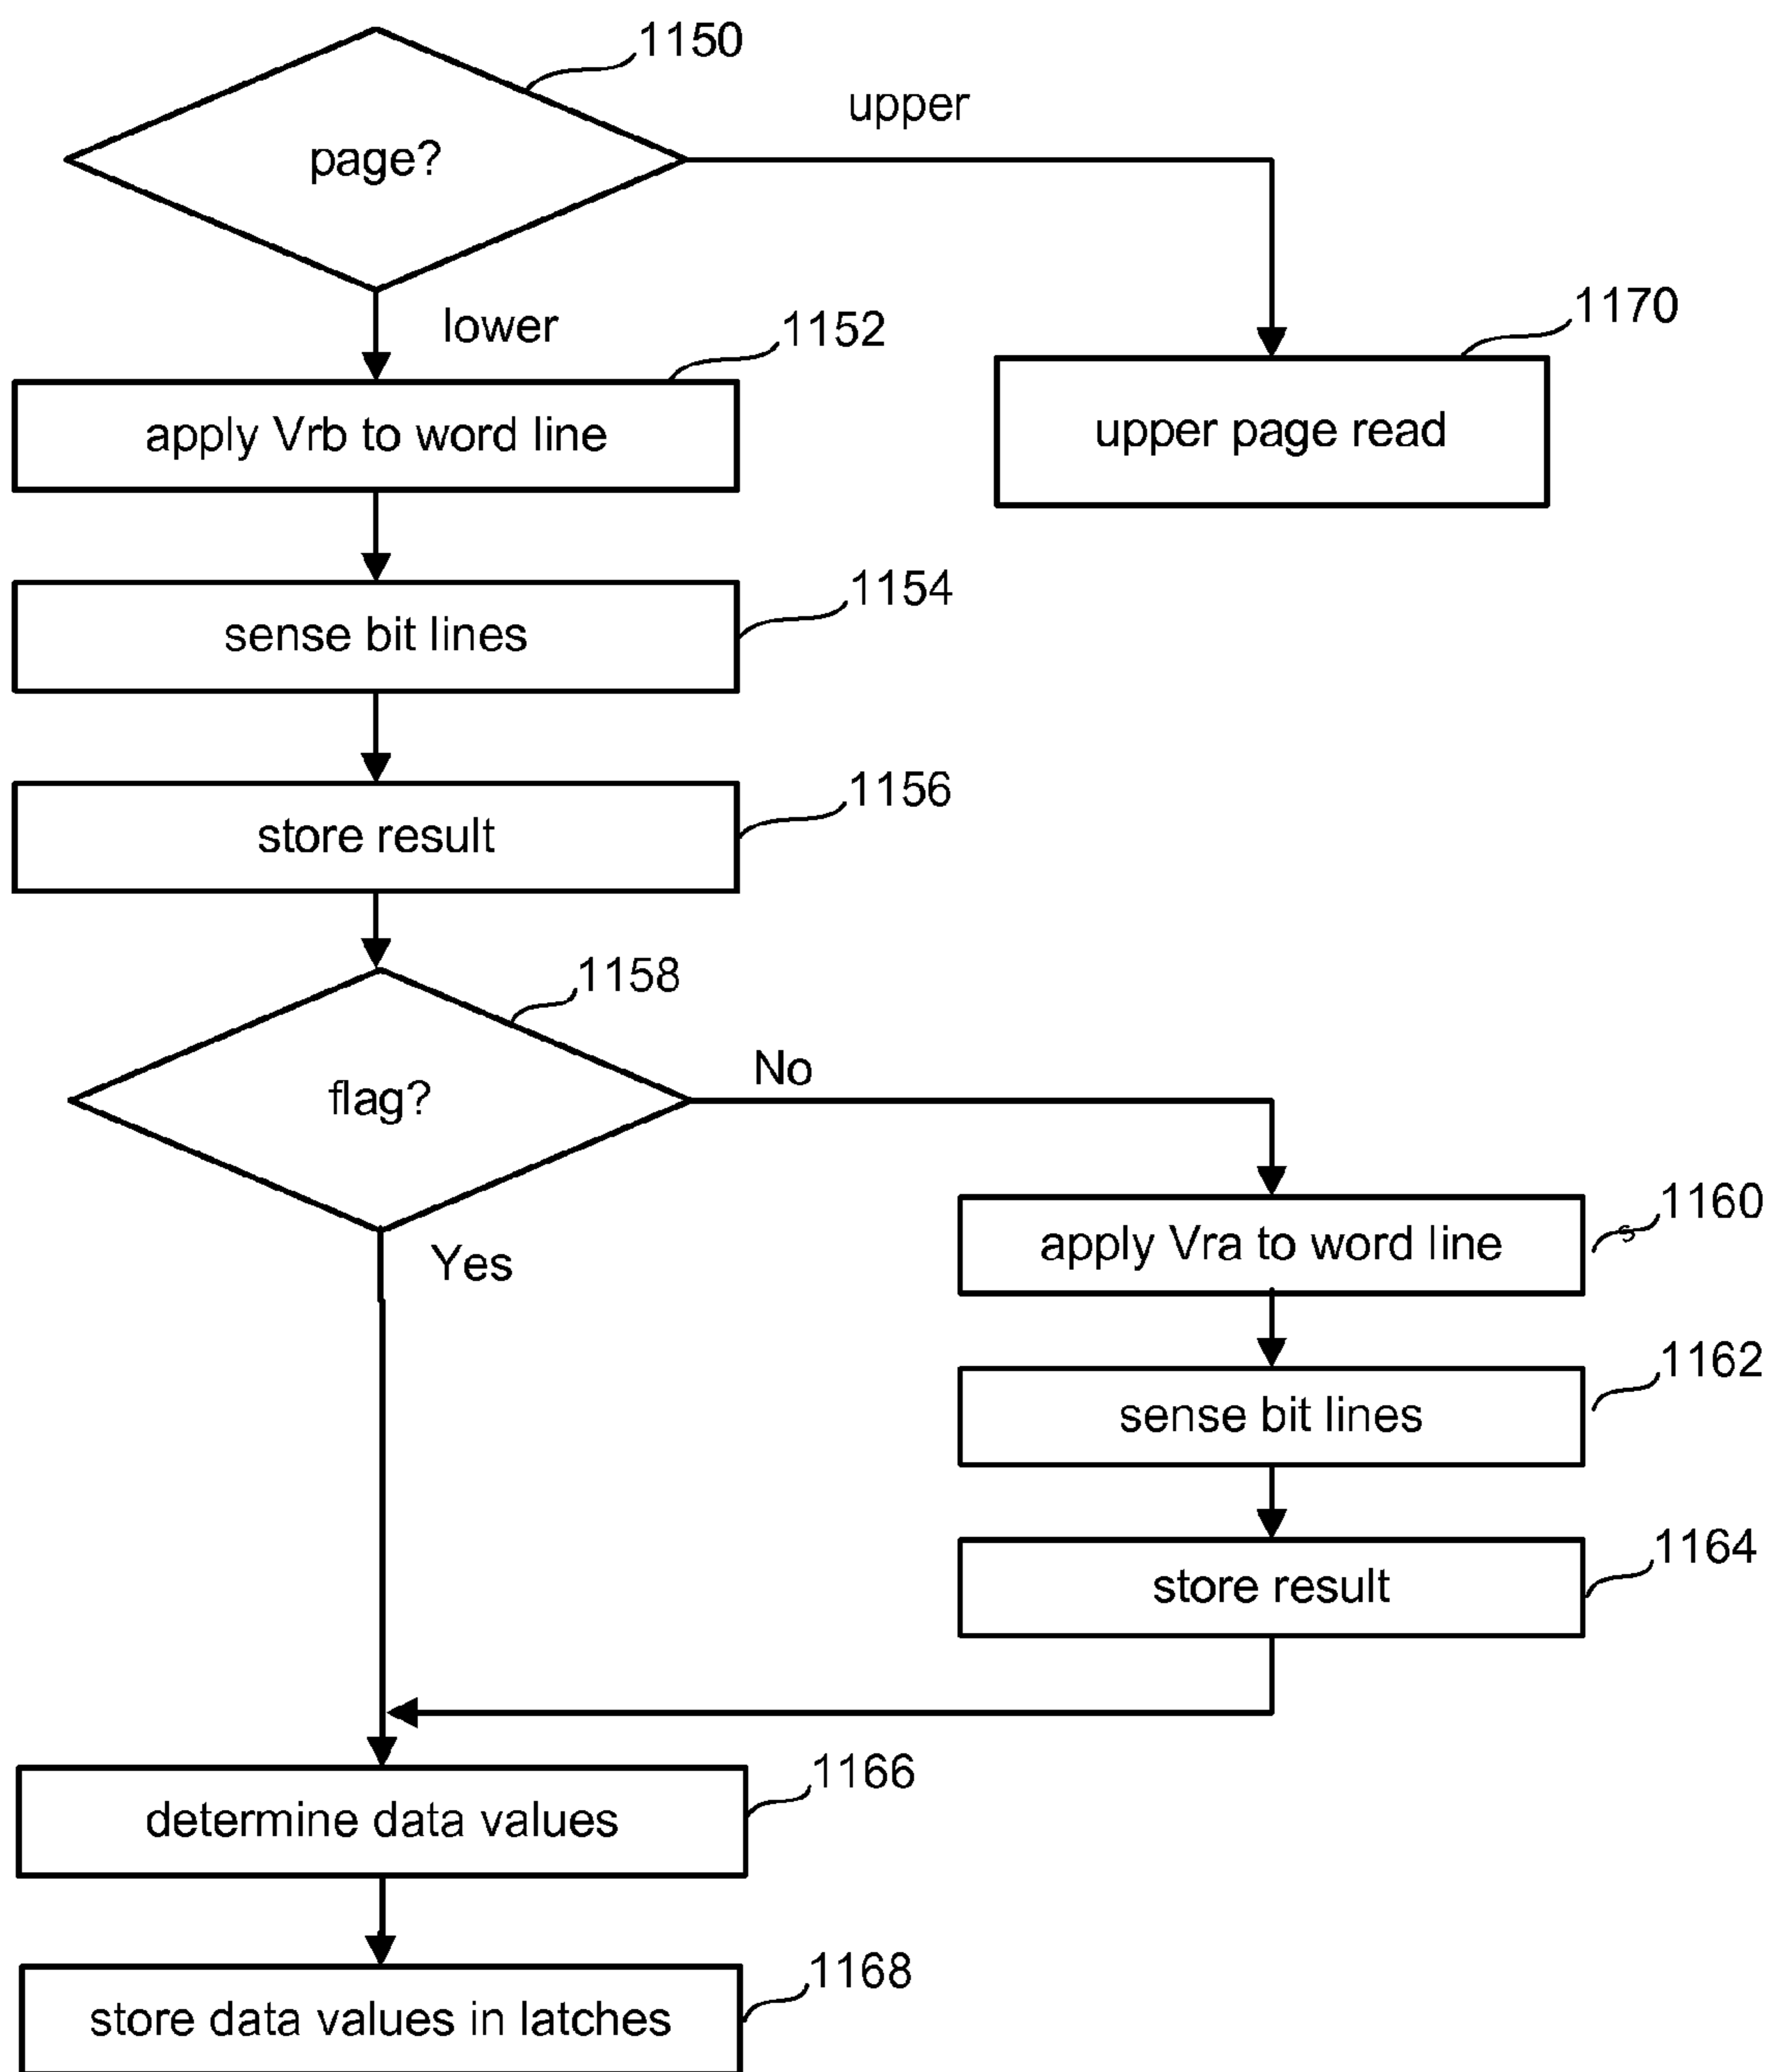 1150
upper
page?
lower
1152
1170
apply Vrb to word line
upper page read
1154
sense bit lines
1156
store result
1158
No
flag?
Yes
1160
apply Vra to word line
1162
sense bit lines
1164
store result
1166
determine data values
1168
store data values in latches